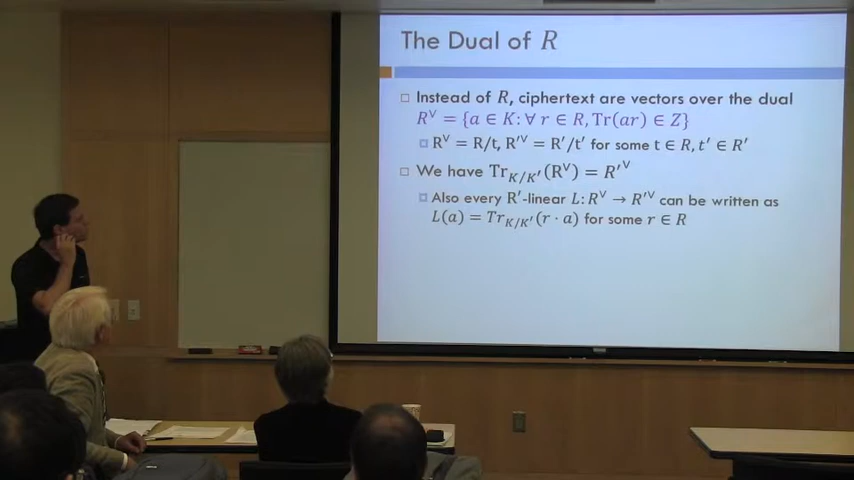 The Dual of R
Instead of R, ciphertext are vectors over the dual
R^∨ = {a ∈ K: ∀ r ∈ R, Tr(ar) ∈ Z}
R^∨ = R/t, R'^∨ = R'/t' for some t ∈ R, t' ∈ R'
We have Tr_{K/K'}(R^∨) = R'^∨
Also every R'-linear L: R^∨ → R'^∨ can be written as
L(a) = Tr_{K/K'}(r · a) for some r ∈ R